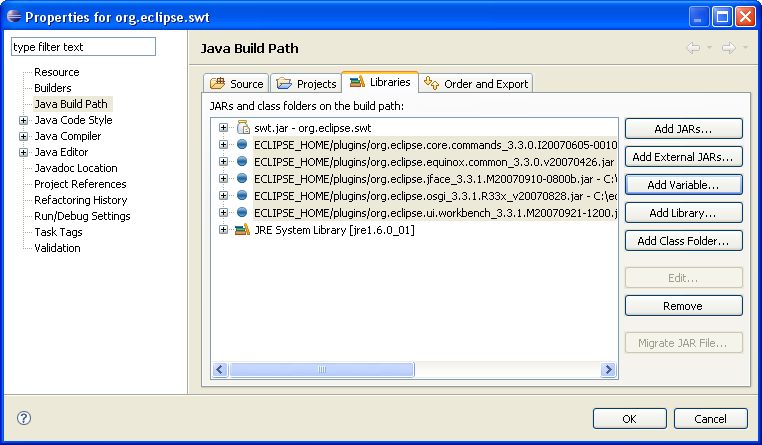 Properties for org.eclipse.swt
type filter text
Resource
Builders
Java Build Path
Java Code Style
Java Compiler
Java Editor
Javadoc Location
Project References
Refactoring History
Run/Debug Settings
Task Tags
Validation
Java Build Path
Source Projects Libraries Order and Export
JARs and class folders on the build path:
swt.jar - org.eclipse.swt
ECLIPSE_HOME/plugins/org.eclipse.core.commands_3.3.0.I20070605-0010
ECLIPSE_HOME/plugins/org.eclipse.equinox.common_3.3.0.v20070426.jar
ECLIPSE_HOME/plugins/org.eclipse.jface_3.3.1.M20070910-0800b.jar - C:\
ECLIPSE_HOME/plugins/org.eclipse.osgi_3.3.1.R33x_v20070828.jar - C:\ec
ECLIPSE_HOME/plugins/org.eclipse.ui.workbench_3.3.1.M20070921-1200.j
JRE System Library [jre1.6.0_01]
Add JARs...
Add External JARs...
Add Variable...
Add Library...
Add Class Folder...
Edit...
Remove
Migrate JAR File...
?
OK Cancel